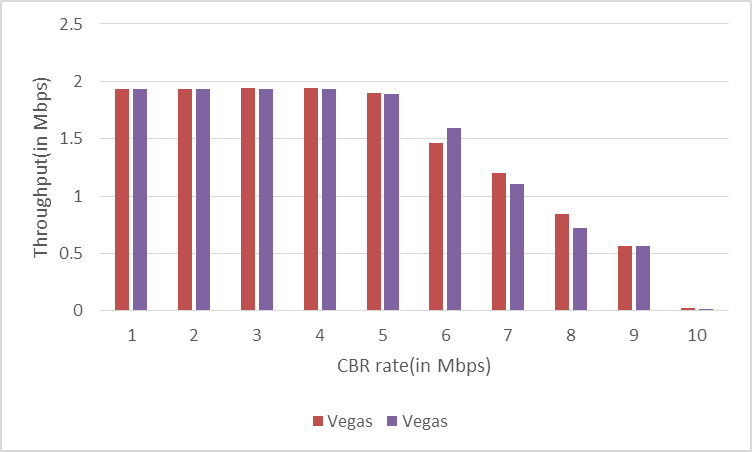 2.5
2
1.5
1
0.5
0
Throughput(in Mbps)
1 2 3 4 5 6 7 8 9 10
CBR rate(in Mbps)
Vegas Vegas